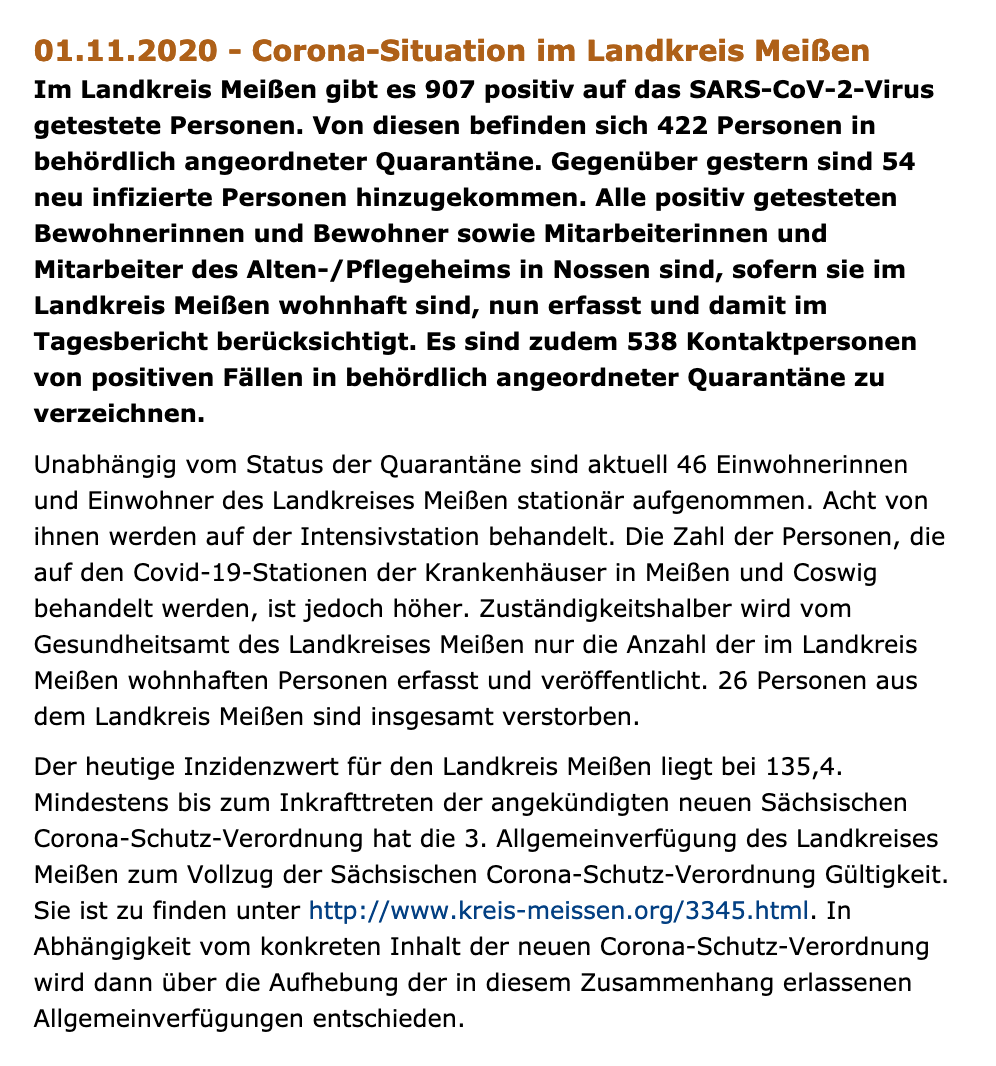 01.11.2020 - Corona-Situation im Landkreis Meißen
Im Landkreis Meißen gibt es 907 positiv auf das SARS-CoV-2-Virus
getestete Personen. Von diesen befinden sich 422 Personen in
behördlich angeordneter Quarantäne. Gegenüber gestern sind 54
neu infizierte Personen hinzugekommen. Alle positiv getesteten
Bewohnerinnen und Bewohner sowie Mitarbeiterinnen und
Mitarbeiter des Alten-/Pflegeheims in Nossen sind, sofern sie im
Landkreis Meißen wohnhaft sind, nun erfasst und damit im
Tagesbericht berücksichtigt. Es sind zudem 538 Kontaktpersonen
von positiven Fällen in behördlich angeordneter Quarantäne zu
verzeichnen.
Unabhängig vom Status der Quarantäne sind aktuell 46 Einwohnerinnen
und Einwohner des Landkreises Meißen stationär aufgenommen. Acht von
ihnen werden auf der Intensivstation behandelt. Die Zahl der Personen, die
auf den Covid-19-Stationen der Krankenhäuser in Meißen und Coswig
behandelt werden, ist jedoch höher. Zuständigkeitshalber wird vom
Gesundheitsamt des Landkreises Meißen nur die Anzahl der im Landkreis
Meißen wohnhaften Personen erfasst und veröffentlicht. 26 Personen aus
dem Landkreis Meißen sind insgesamt verstorben.
Der heutige Inzidenzwert für den Landkreis Meißen liegt bei 135,4.
Mindestens bis zum Inkrafttreten der angekündigten neuen Sächsischen
Corona-Schutz-Verordnung hat die 3. Allgemeinverfügung des Landkreises
Meißen zum Vollzug der Sächsischen Corona-Schutz-Verordnung Gültigkeit.
Sie ist zu finden unter http://www.kreis-meissen.org/3345.html. In
Abhängigkeit vom konkreten Inhalt der neuen Corona-Schutz-Verordnung
wird dann über die Aufhebung der in diesem Zusammenhang erlassenen
Allgemeinverfügungen entschieden.